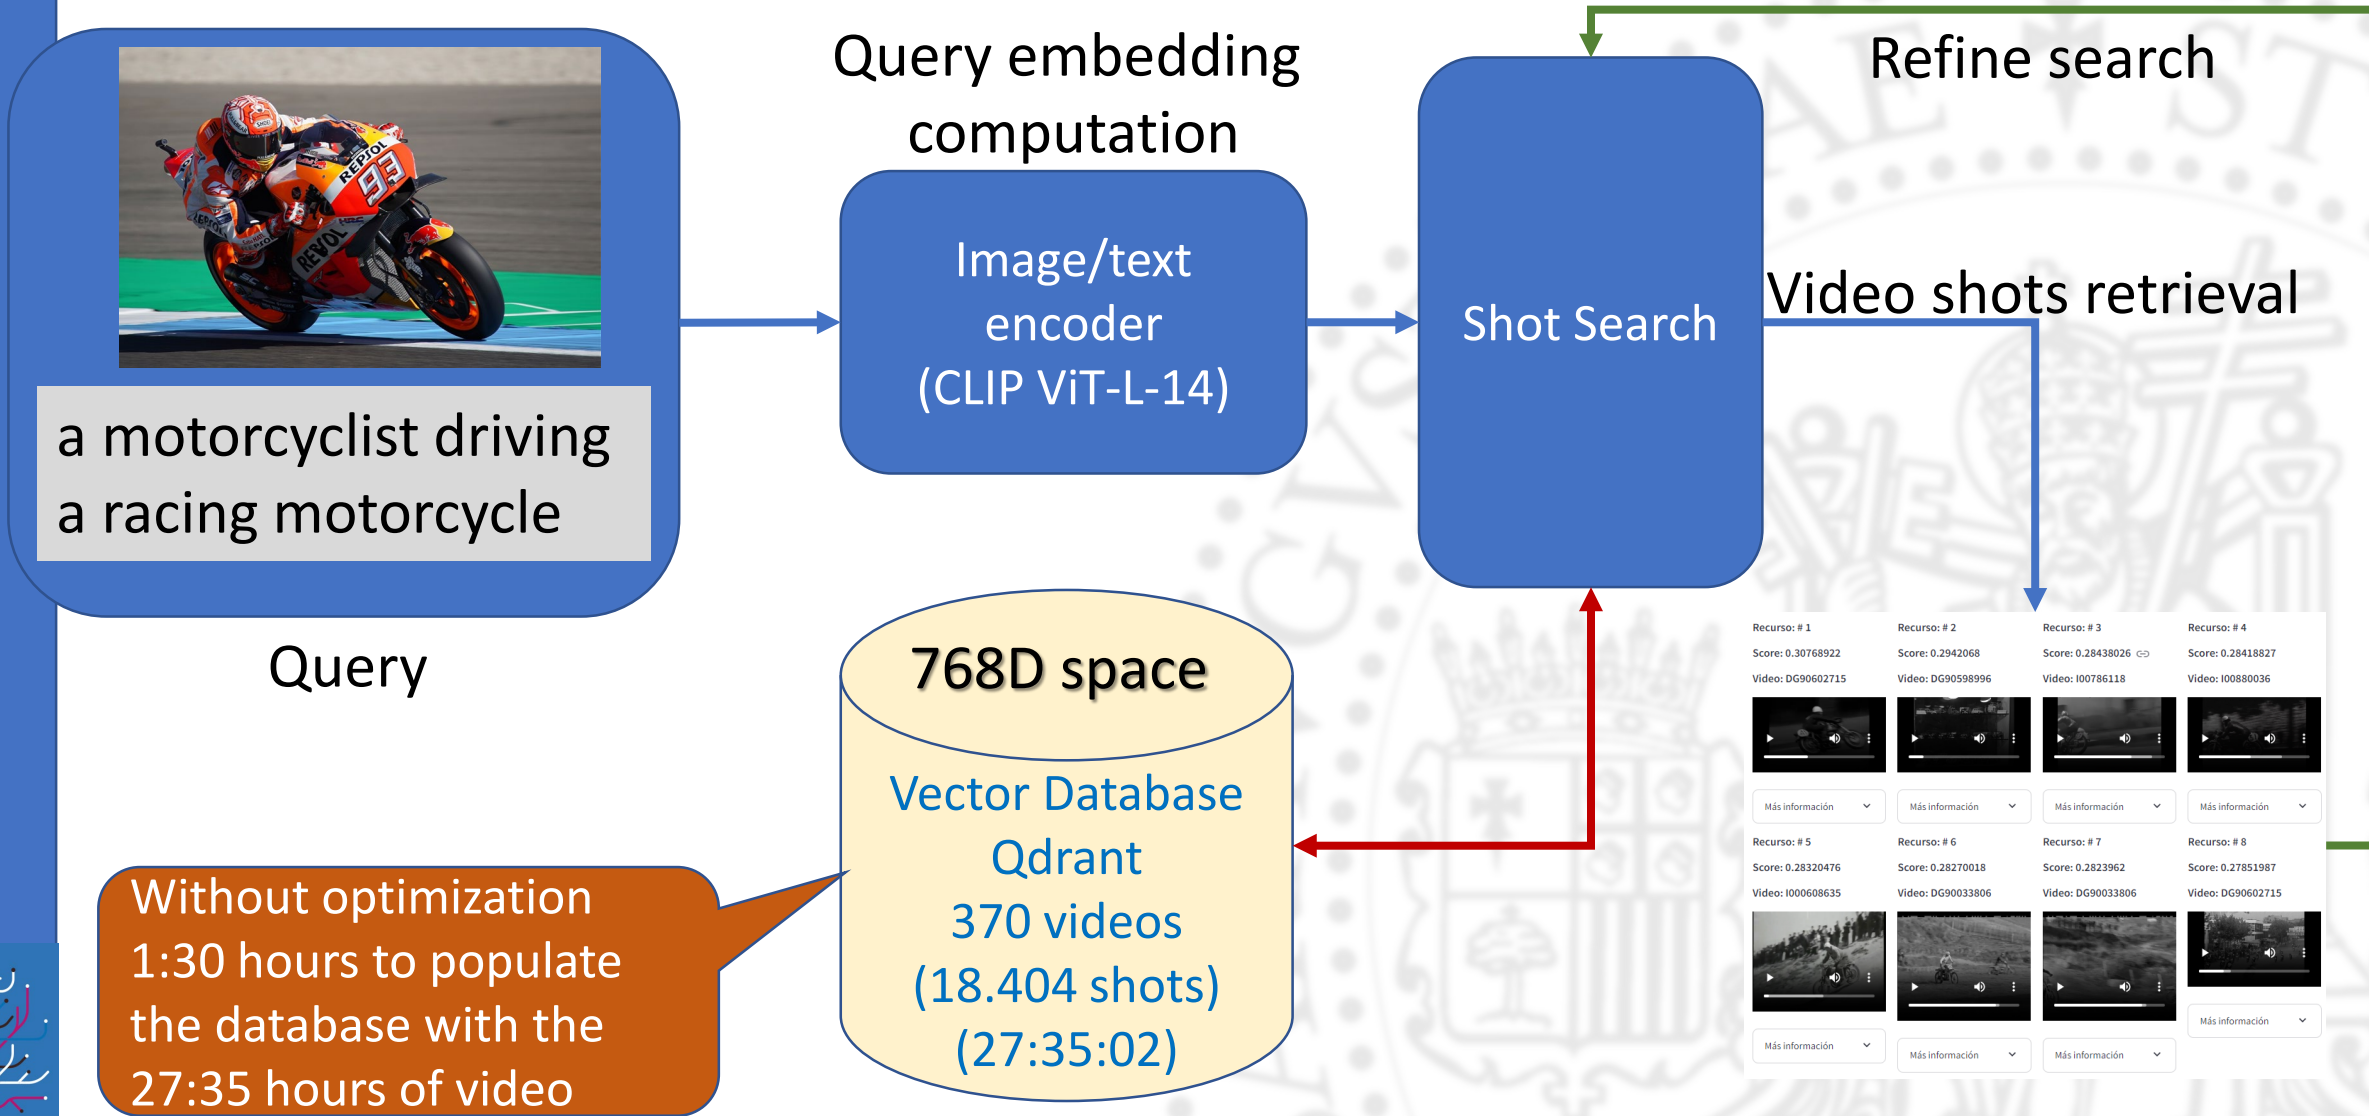 REPSOL
93
REPSOL
a motorcyclist driving
a racing motorcycle
Query
Query embedding
computation
Image/text
encoder
(CLIP ViT-L-14)
Shot Search
Refine search
Video shots retrieval
768D space
Vector Database
Qdrant
370 videos
(18.404 shots)
(27:35:02)
Without optimization
1:30 hours to populate
the database with the
27:35 hours of video
Recurso: # 1
Score: 0.30768922
Video: DG90602715
Más información
Recurso: # 2
Score: 0.2942068
Video: DG90598996
Más información
Recurso: # 3
Score: 0.28438026
Video: I00786118
Más información
Recurso: # 4
Score: 0.28418827
Video: I00880036
Más información
Recurso: # 5
Score: 0.28320476
Video: I000608635
Más información
Recurso: # 6
Score: 0.28270018
Video: DG90033806
Más información
Recurso: # 7
Score: 0.2823962
Video: DG90033806
Más información
Recurso: # 8
Score: 0.27851987
Video: DG90602715
Más información